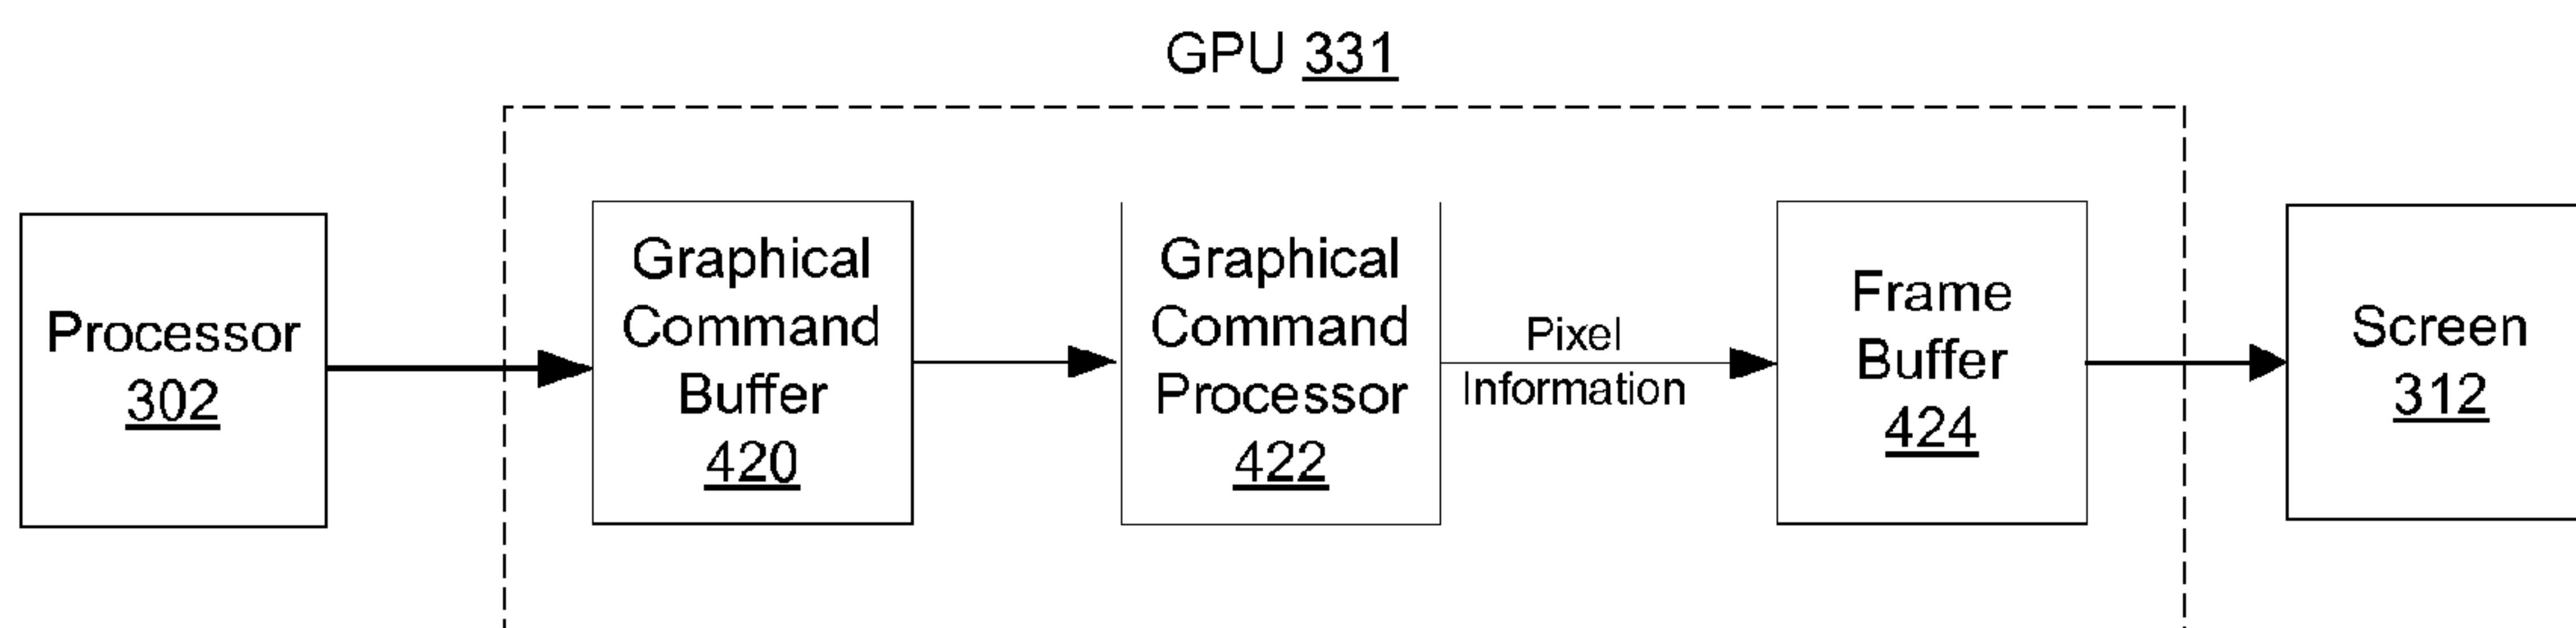 GPU 331
Processor
302
Graphical
Command
Buffer
420
Graphical
Command
Processor
422
Pixel
Information
Frame
Buffer
424
Screen
312